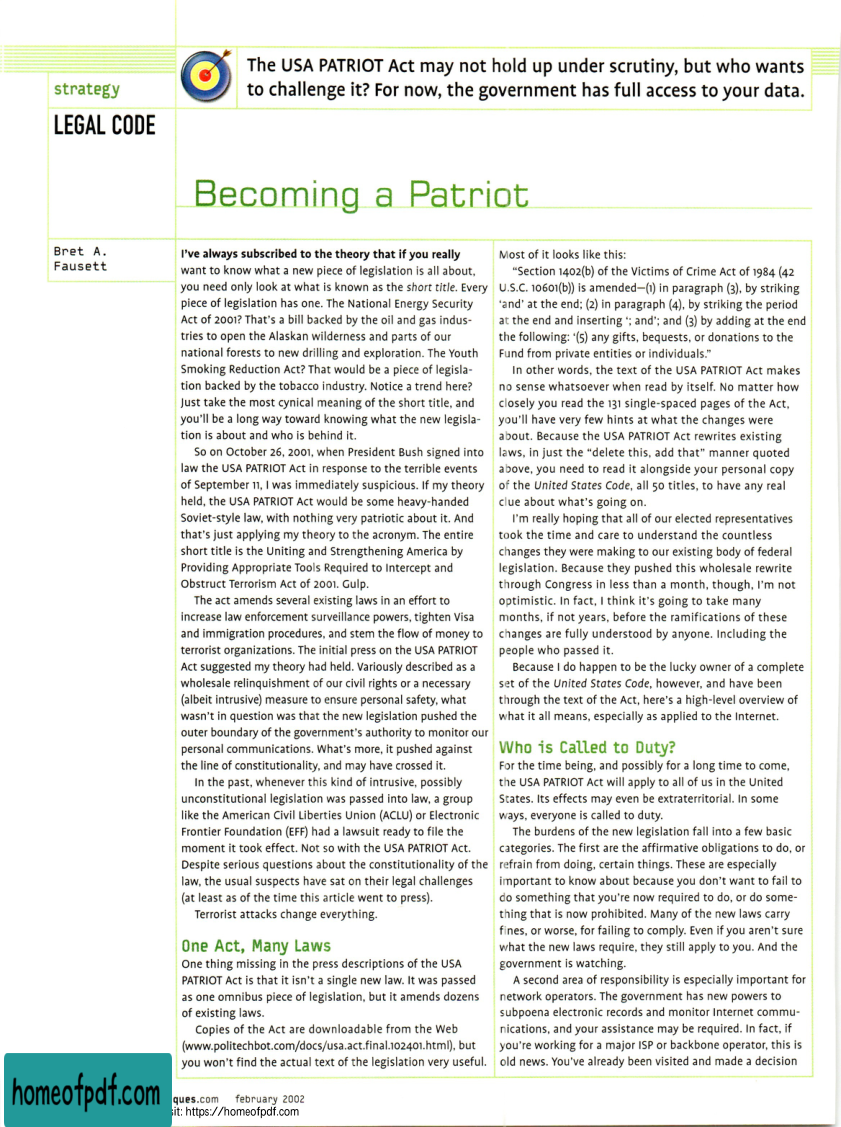 The USA PATRIOT Act may not hold up under scrutiny, but who wants
to challenge it? For now, the government has full access to your data.
strategy
LEGAL CODE
Becoming a Patriot
Bret A.
Fausett
I've always subscribed to the theory that if you really
want to know what a new piece of legislation is all about,
you need only look at what is known as the short title. Every
piece of legislation has one. The National Energy Security
Act of 2001? That's a bill backed by the oil and gas indus-
tries to open the Alaskan wilderness and parts of our
national forests to new drilling and exploration. The Youth
Smoking Reduction Act? That would be a piece of legisla-
tion backed by the tobacco industry. Notice a trend here?
Just take the most cynical meaning of the short title, and
you'll be a long way toward knowing what the new legisla-
tion is about and who is behind it.
So on October 26, 2001, when President Bush signed into
law the USA PATRIOT Act in response to the terrible events
of September 11, I was immediately suspicious. If my theory
held, the USA PATRIOT Act would be some heavy-handed
Soviet-style law, with nothing very patriotic about it. And
that's just applying my theory to the acronym. The entire
short title is the Uniting and Strengthening America by
Providing Appropriate Tools Required to Intercept and
Obstruct Terrorism Act of 2001. Gulp.
The act amends several existing laws in an effort to
increase law enforcement surveillance powers, tighten Visa
and immigration procedures, and stem the flow of money to
terrorist organizations. The initial press on the USA PATRIOT
Act suggested my theory had held. Variously described as a
wholesale relinquishment of our civil rights or a necessary
(albeit intrusive) measure to ensure personal safety, what
wasn't in question was that the new legislation pushed the
outer boundary of the government's authority to monitor our
personal communications. What's more, it pushed against
the line of constitutionality, and may have crossed it.
In the past, whenever this kind of intrusive, possibly
unconstitutional legislation was passed into law, a group
like the American Civil Liberties Union (ACLU) or Electronic
Frontier Foundation (EFF) had a lawsuit ready to file the
moment it took effect. Not so with the USA PATRIOT Act.
Despite serious questions about the constitutionality of the
law, the usual suspects have sat on their legal challenges
(at least as of the time this article went to press).
Terrorist attacks change everything.
One Act, Many Laws
One thing missing in the press descriptions of the USA
PATRIOT Act is that it isn't a single new law. It was passed
as one omnibus piece of legislation, but it amends dozens
of existing laws.
Copies of the Act are downloadable from the Web
(www.politechbot.com/docs/usa.act.final.102401.html), but
you won't find the actual text of the legislation very useful.
Most of it looks like this:
"Section 1402(b) of the Victims of Crime Act of 1984 (42
U.S.C. 10601(b)) is amended—(1) in paragraph (3), by striking
'and' at the end; (2) in paragraph (4), by striking the period
at the end and inserting '; and'; and (3) by adding at the end
the following: '(5) any gifts, bequests, or donations to the
Fund from private entities or individuals."
In other words, the text of the USA PATRIOT Act makes
no sense whatsoever when read by itself. No matter how
closely you read the 131 single-spaced pages of the Act,
you'll have very few hints at what the changes were
about. Because the USA PATRIOT Act rewrites existing
laws, in just the "delete this, add that" manner quoted
above, you need to read it alongside your personal copy
of the United States Code, all 50 titles, to have any real
clue about what's going on.
I'm really hoping that all of our elected representatives
took the time and care to understand the countless
changes they were making to our existing body of federal
legislation. Because they pushed this wholesale rewrite
through Congress in less than a month, though, I'm not
optimistic. In fact, I think it's going to take many
months, if not years, before the ramifications of these
changes are fully understood by anyone. Including the
people who passed it.
Because I do happen to be the lucky owner of a complete
set of the United States Code, however, and have been
through the text of the Act, here's a high-level overview of
what it all means, especially as applied to the Internet.
Who is Called to Duty?
For the time being, and possibly for a long time to come,
the USA PATRIOT Act will apply to all of us in the United
States. Its effects may even be extraterritorial. In some
ways, everyone is called to duty.
The burdens of the new legislation fall into a few basic
categories. The first are the affirmative obligations to do, or
refrain from doing, certain things. These are especially
important to know about because you don't want to fail to
do something that you're now required to do, or do some-
thing that is now prohibited. Many of the new laws carry
fines, or worse, for failing to comply. Even if you aren't sure
what the new laws require, they still apply to you. And the
government is watching.
A second area of responsibility is especially important for
network operators. The government has new powers to
subpoena electronic records and monitor Internet commu-
nications, and your assistance may be required. In fact, if
you're working for a major ISP or backbone operator, this is
old news. You've already been visited and made a decision
homeofpdf.com
ques.com february 2002
sit: https://homeofpdf.com